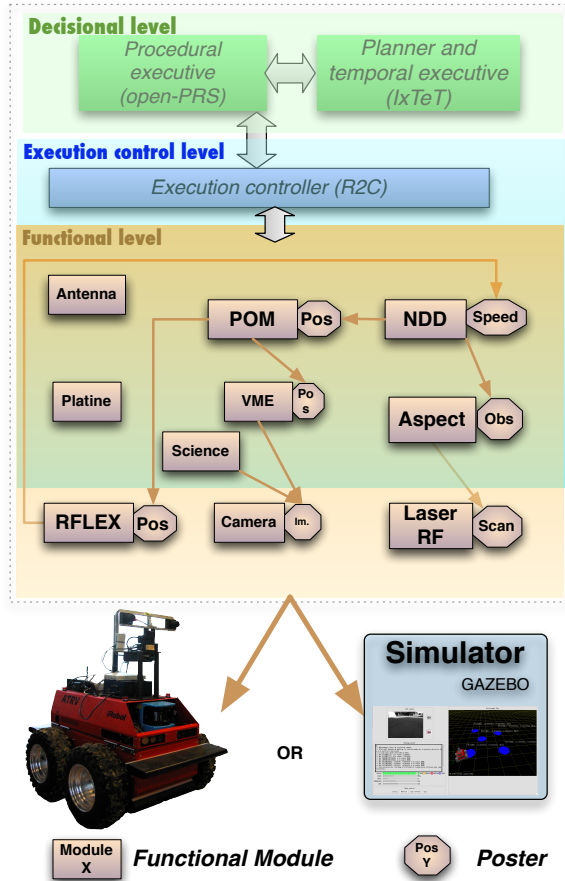 Decisional level
Procedural
executive
(open-PRS)
Planner and
temporal executive
(IxTeT)
Execution control level
Execution controller (R2C)
Functional level
Antenna
POM
Pos
NDD
Speed
Platine
VME
Po
s
Aspect
Obs
Science
RFLEX
Pos
Camera
Im.
Laser
RF
Scan
ATRV
iRobot
Simulator
GAZEBO
OR
Module
X
Functional Module
Pos
Y
Poster